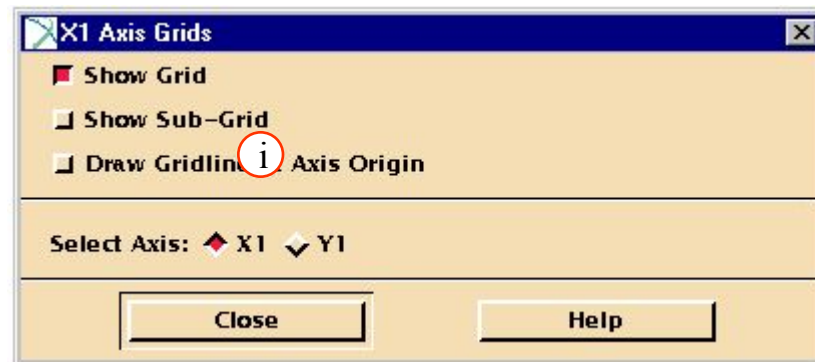 X1 Axis Grids
Show Grid
Show Sub-Grid
i
Draw Axis Origin
Select Axis: X1 Y1
Close Help